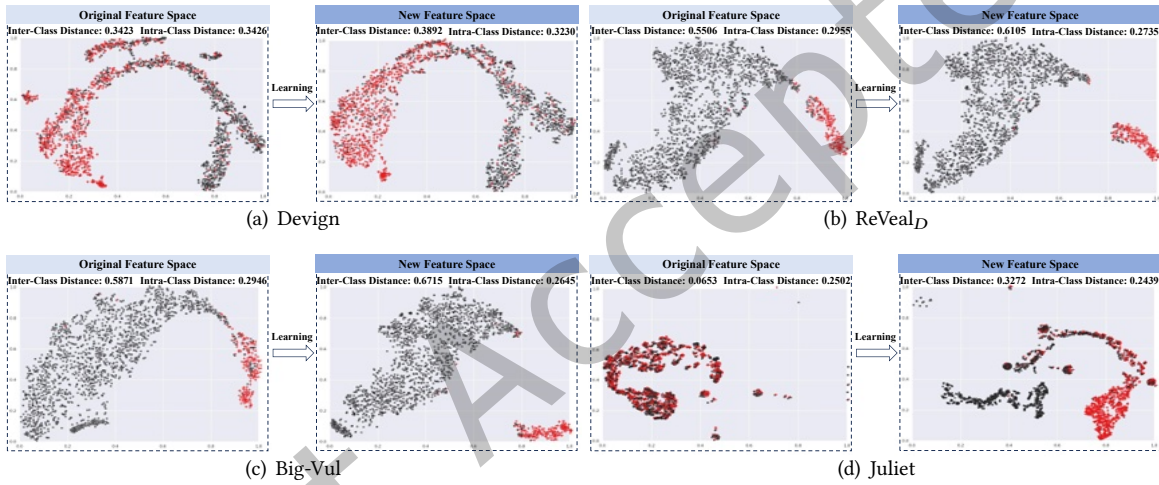 Original Feature Space
Inter-Class Distance: 0.3423 Intra-Class Distance: 0.3426
Learning
New Feature Space
Inter-Class Distance: 0.3892 Intra-Class Distance: 0.3230
(a) Devign
Original Feature Space
Inter-Class Distance: 0.5506 Intra-Class Distance: 0.2955
Learning
New Feature Space
Inter-Class Distance: 0.6105 Intra-Class Distance: 0.2735
(b) ReVealD
Original Feature Space
Inter-Class Distance: 0.5871 Intra-Class Distance: 0.2946
Learning
New Feature Space
Inter-Class Distance: 0.6715 Intra-Class Distance: 0.2645
(c) Big-Vul
Original Feature Space
Inter-Class Distance: 0.0653 Intra-Class Distance: 0.2502
Learning
New Feature Space
Inter-Class Distance: 0.3272 Intra-Class Distance: 0.2439
(d) Juliet
Accept